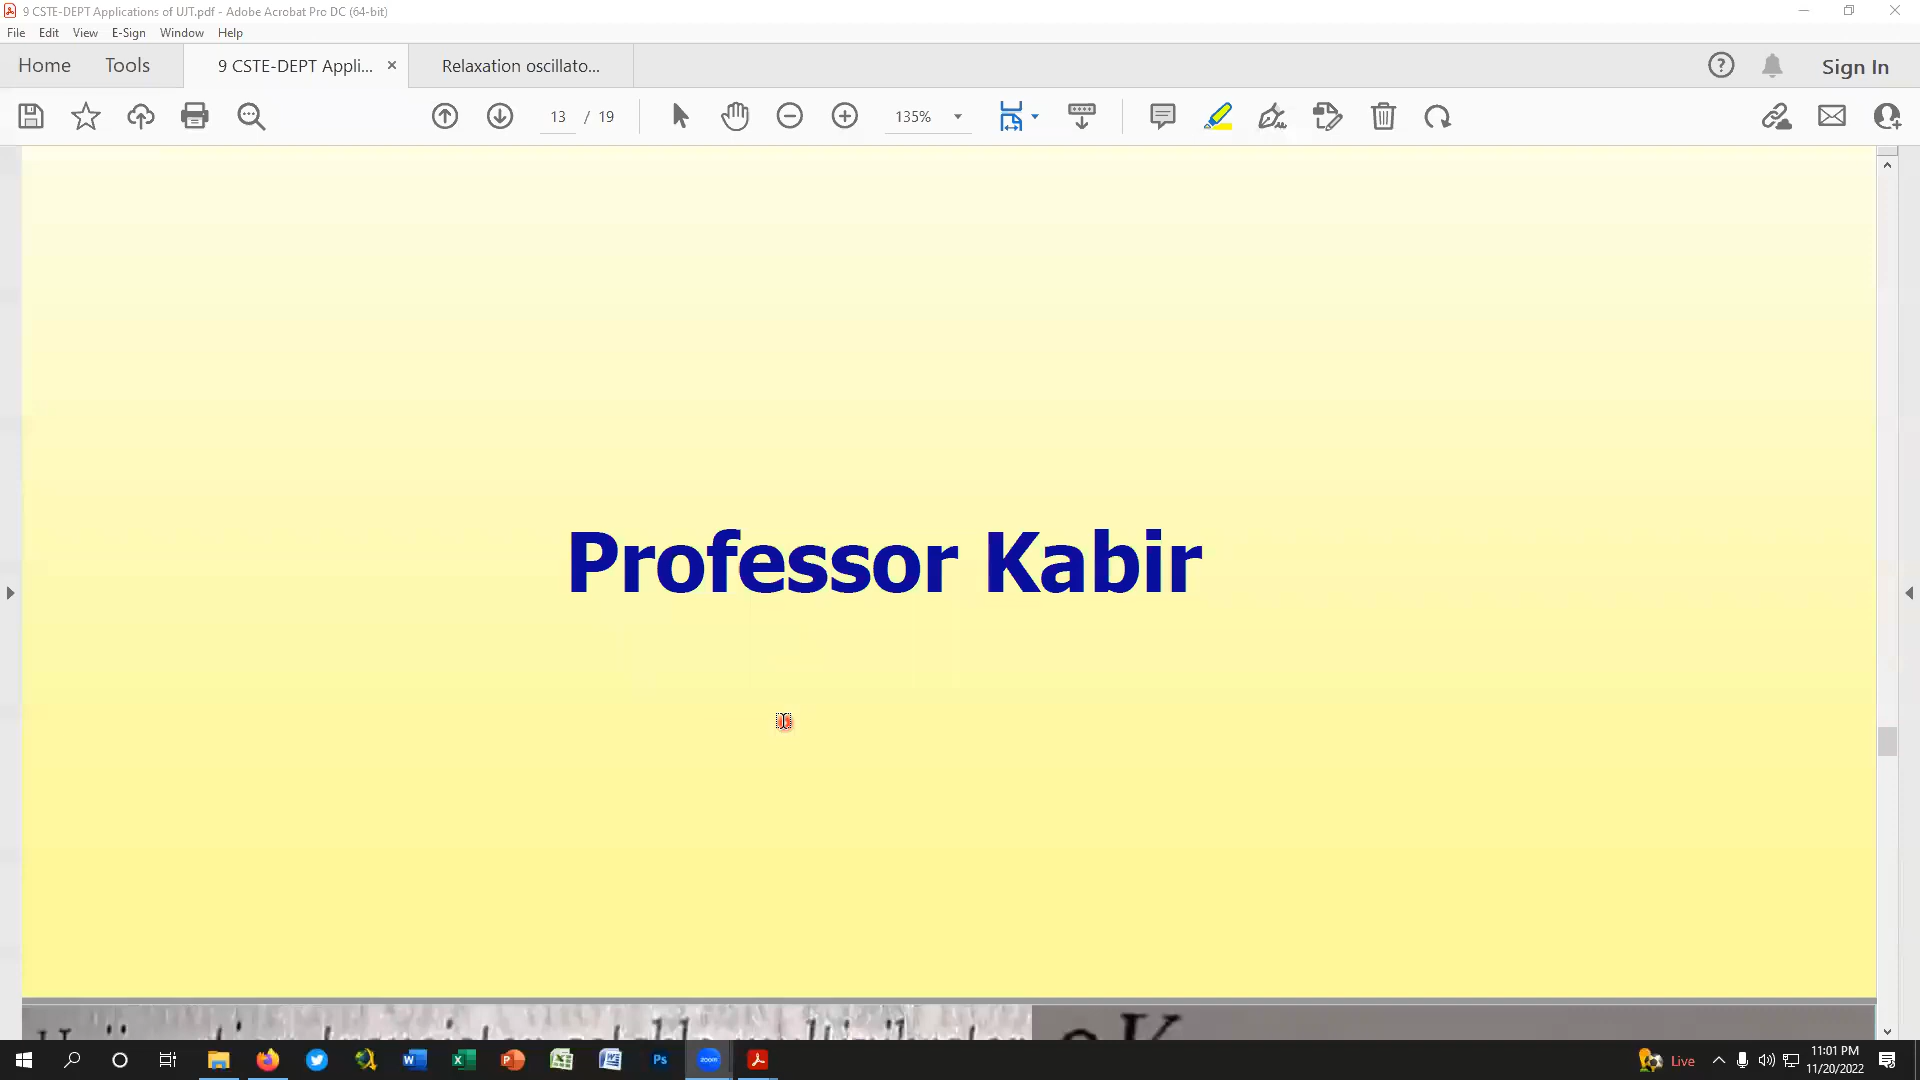 9 CSTE-DEPT Applications of UJT.pdf - Adobe Acrobat Pro DC (64-bit)
File Edit View E-Sign Window Help
Home Tools 9 CSTE-DEPT Appli... Relaxation oscillato... Sign In
13 / 19 135%
Professor Kabir
W X P Ps zoom Live 11:01 PM
11/20/2022